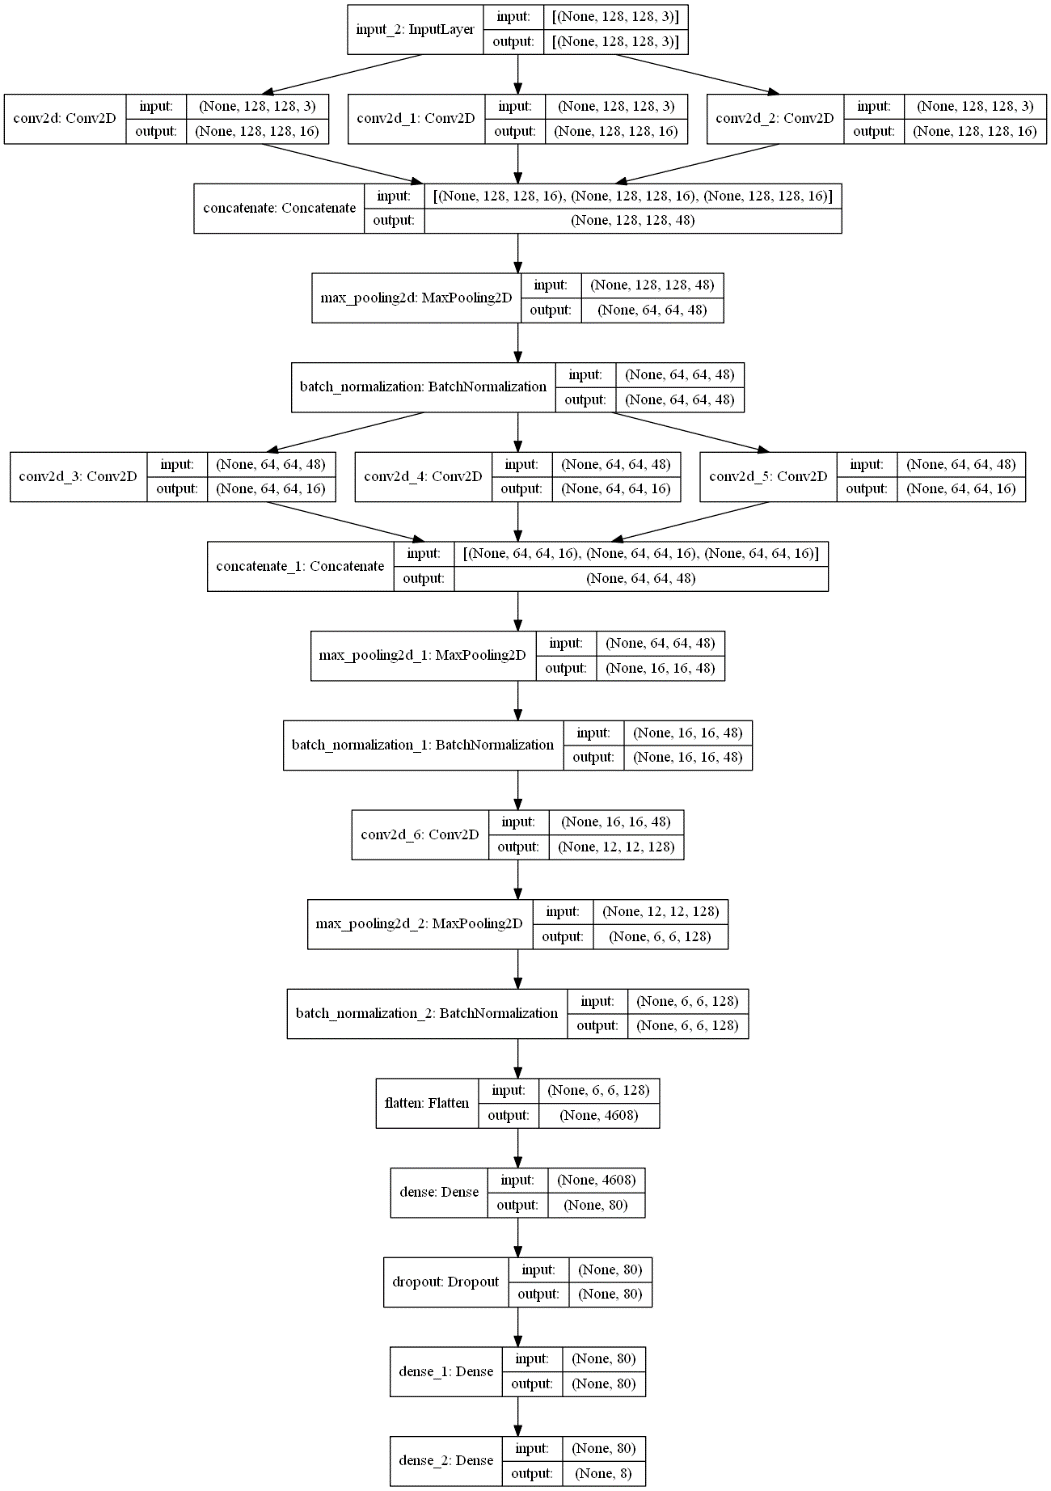 input_2: InputLayer
input: [(None, 128, 128, 3)]
output: [(None, 128, 128, 3)]
conv2d: Conv2D
input: (None, 128, 128, 3)
output: (None, 128, 128, 16)
conv2d_1: Conv2D
input: (None, 128, 128, 3)
output: (None, 128, 128, 16)
conv2d_2: Conv2D
input: (None, 128, 128, 3)
output: (None, 128, 128, 16)
concatenate: Concatenate
input: [(None, 128, 128, 16), (None, 128, 128, 16), (None, 128, 128, 16)]
output: (None, 128, 128, 48)
max_pooling2d: MaxPooling2D
input: (None, 128, 128, 48)
output: (None, 64, 64, 48)
batch_normalization: BatchNormalization
input: (None, 64, 64, 48)
output: (None, 64, 64, 48)
conv2d_3: Conv2D
input: (None, 64, 64, 48)
output: (None, 64, 64, 16)
conv2d_4: Conv2D
input: (None, 64, 64, 48)
output: (None, 64, 64, 16)
conv2d_5: Conv2D
input: (None, 64, 64, 48)
output: (None, 64, 64, 16)
concatenate_1: Concatenate
input: [(None, 64, 64, 16), (None, 64, 64, 16), (None, 64, 64, 16)]
output: (None, 64, 64, 48)
max_pooling2d_1: MaxPooling2D
input: (None, 64, 64, 48)
output: (None, 16, 16, 48)
batch_normalization_1: BatchNormalization
input: (None, 16, 16, 48)
output: (None, 16, 16, 48)
conv2d_6: Conv2D
input: (None, 16, 16, 48)
output: (None, 12, 12, 128)
max_pooling2d_2: MaxPooling2D
input: (None, 12, 12, 128)
output: (None, 6, 6, 128)
batch_normalization_2: BatchNormalization
input: (None, 6, 6, 128)
output: (None, 6, 6, 128)
flatten: Flatten
input: (None, 6, 6, 128)
output: (None, 4608)
dense: Dense
input: (None, 4608)
output: (None, 80)
dropout: Dropout
input: (None, 80)
output: (None, 80)
dense_1: Dense
input: (None, 80)
output: (None, 80)
dense_2: Dense
input: (None, 80)
output: (None, 8)